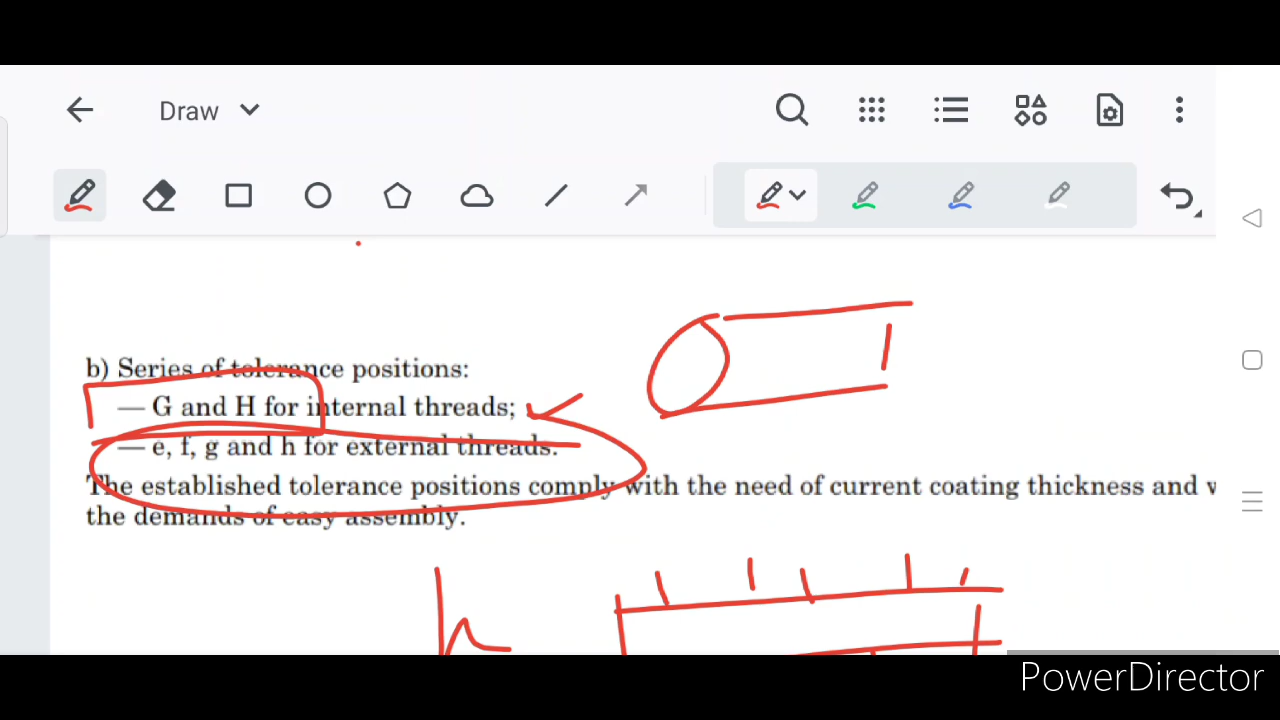 Draw
b) Series of tolerance positions:
— G and H for internal threads;
— e, f, g and h for external threads.
The established tolerance positions comply with the need of current coating thickness and
the demands of easy assembly.
h
PowerDirector